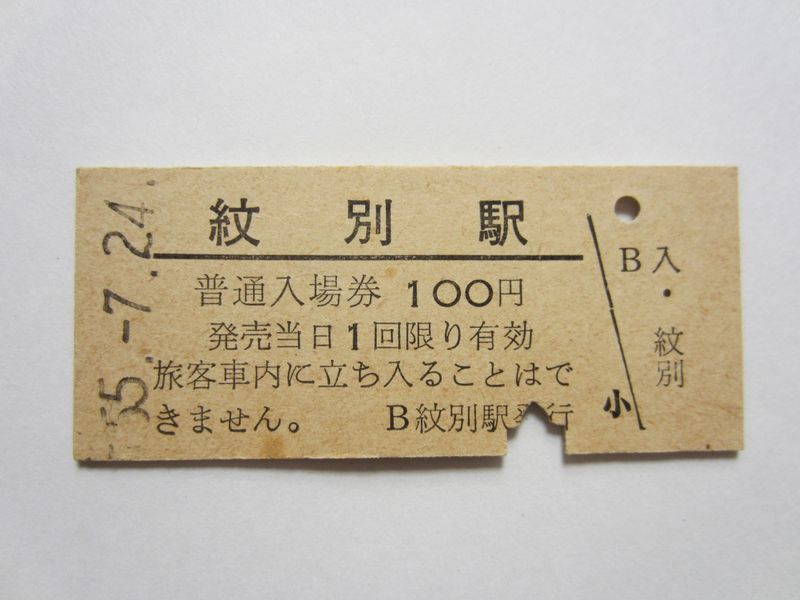 紋別駅
普通入場券 100円
発売当日1回限り有効
旅客車内に立ち入ることはで
きません。 B紋別駅発行
55.-7.24.
B 入・紋別
小